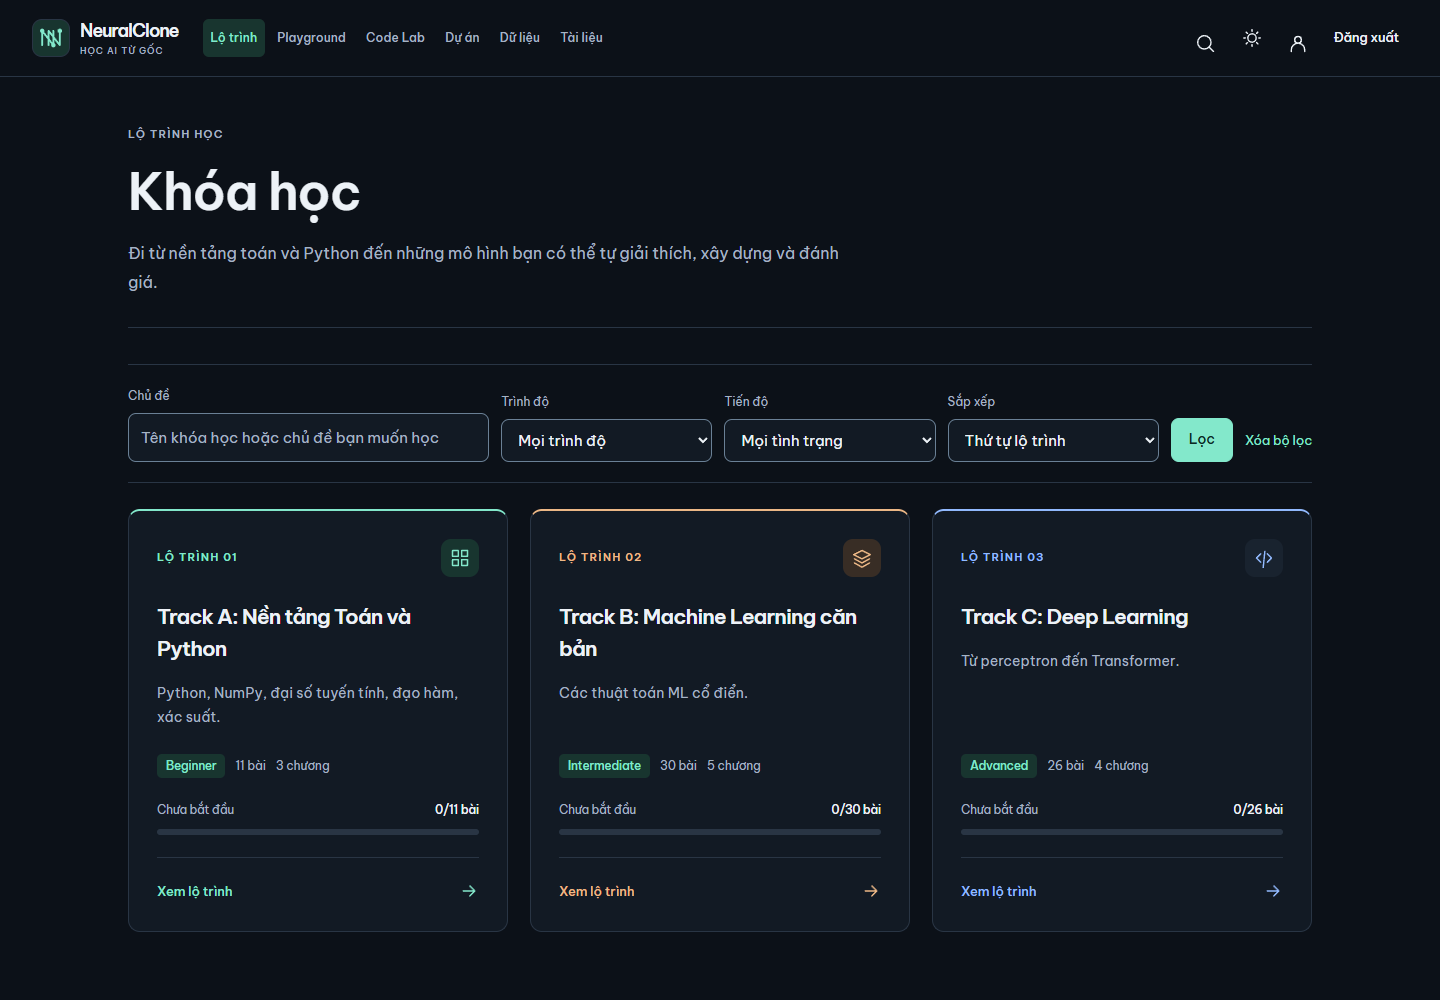 NeuralClone
HỌC AI TỪ GỐC
Lộ trình
Playground
Code Lab
Dự án
Dữ liệu
Tài liệu
Đăng xuất
LỘ TRÌNH HỌC
Khóa học
Đi từ nền tảng toán và Python đến những mô hình bạn có thể tự giải thích, xây dựng và đánh
giá.
Chủ đề
Tên khóa học hoặc chủ đề bạn muốn học
Trình độ
Mọi trình độ
Tiến độ
Mọi tình trạng
Sắp xếp
Thứ tự lộ trình
Lọc
Xóa bộ lọc
LỘ TRÌNH 01
Track A: Nền tảng Toán và
Python
Python, NumPy, đại số tuyến tính, đạo hàm,
xác suất.
Beginner
11 bài
3 chương
Chưa bắt đầu
0/11 bài
Xem lộ trình
LỘ TRÌNH 02
Track B: Machine Learning căn
bản
Các thuật toán ML cổ điển.
Intermediate
30 bài
5 chương
Chưa bắt đầu
0/30 bài
Xem lộ trình
LỘ TRÌNH 03
Track C: Deep Learning
Từ perceptron đến Transformer.
Advanced
26 bài
4 chương
Chưa bắt đầu
0/26 bài
Xem lộ trình